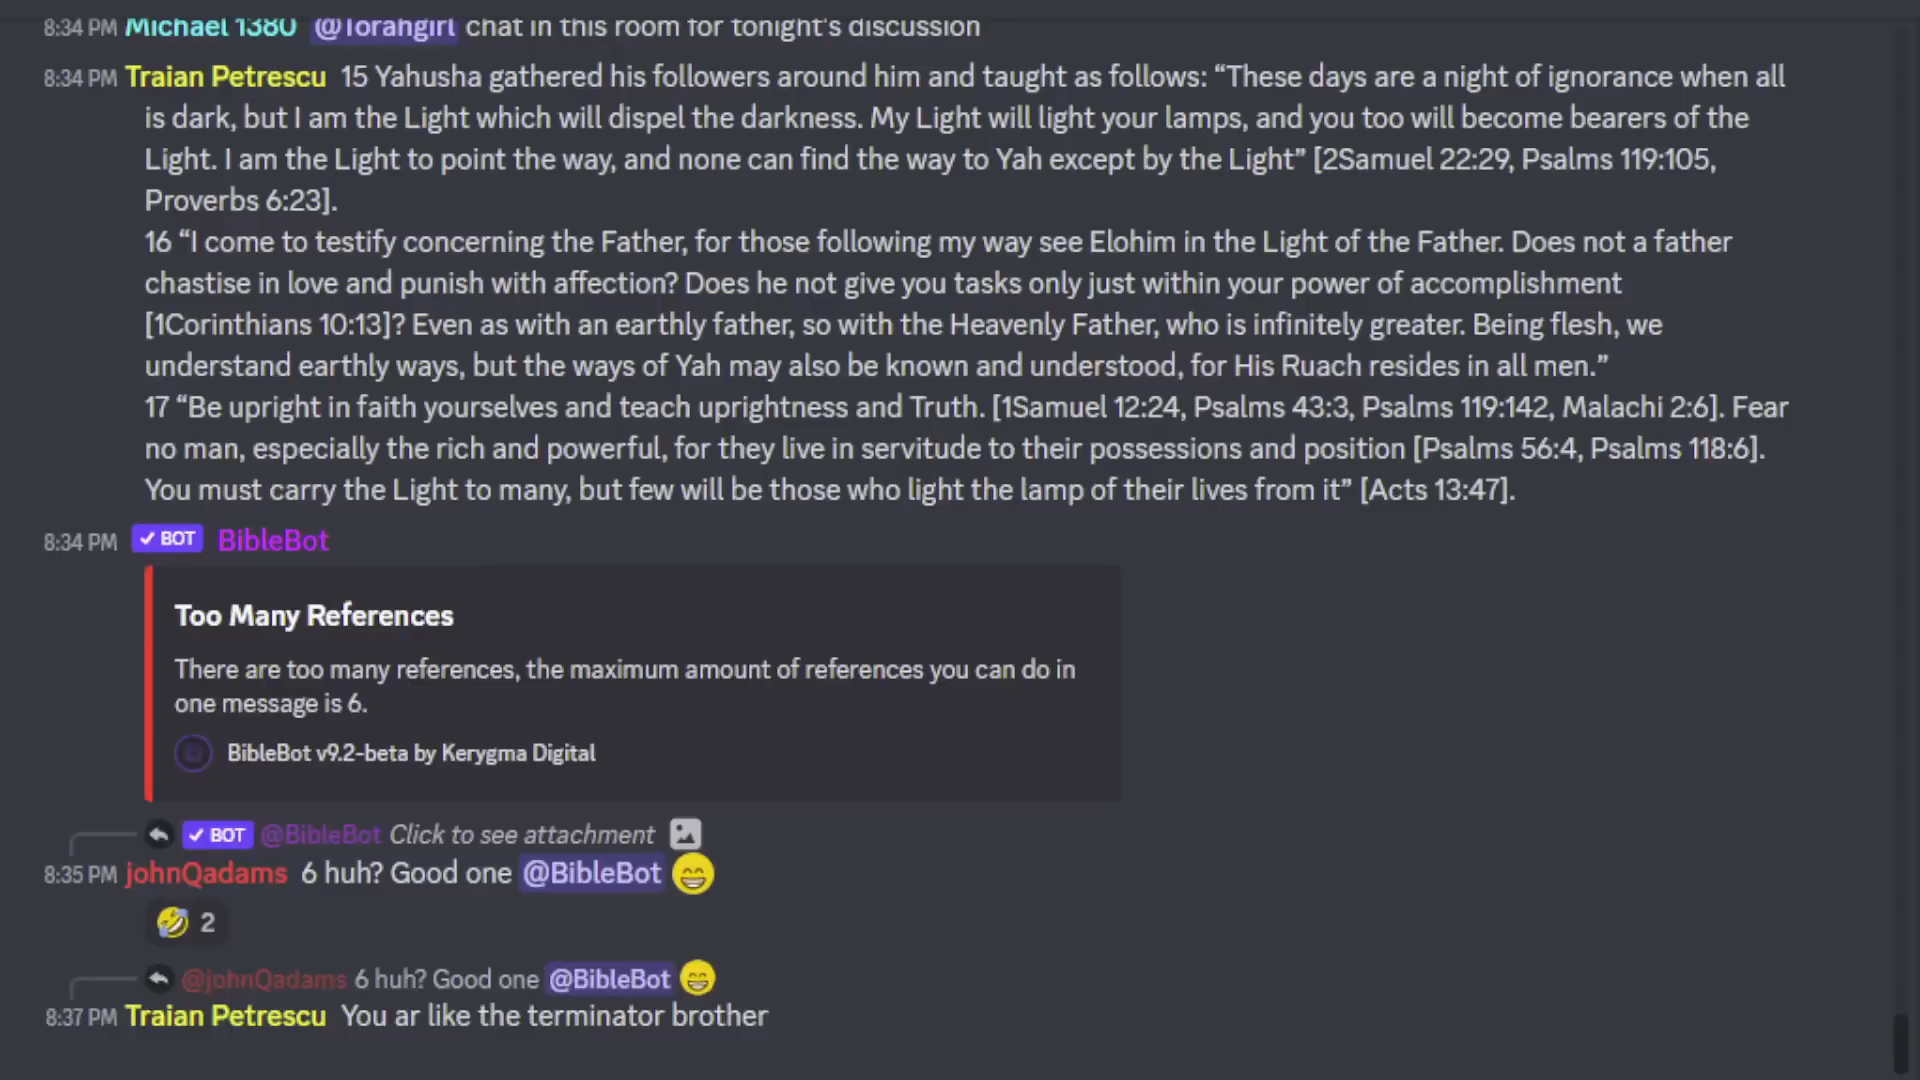 8:34 PM Michael 1380 @Torahgirl chat in this room for tonight's discussion
8:34 PM Traian Petrescu 15 Yahusha gathered his followers around him and taught as follows: “These days are a night of ignorance when all
is dark, but I am the Light which will dispel the darkness. My Light will light your lamps, and you too will become bearers of the
Light. I am the Light to point the way, and none can find the way to Yah except by the Light” [2Samuel 22:29, Psalms 119:105,
Proverbs 6:23].
16 “I come to testify concerning the Father, for those following my way see Elohim in the Light of the Father. Does not a father
chastise in love and punish with affection? Does he not give you tasks only just within your power of accomplishment
[1Corinthians 10:13]? Even as with an earthly father, so with the Heavenly Father, who is infinitely greater. Being flesh, we
understand earthly ways, but the ways of Yah may also be known and understood, for His Ruach resides in all men.”
17 “Be upright in faith yourselves and teach uprightness and Truth. [1Samuel 12:24, Psalms 43:3, Psalms 119:142, Malachi 2:6]. Fear
no man, especially the rich and powerful, for they live in servitude to their possessions and position [Psalms 56:4, Psalms 118:6].
You must carry the Light to many, but few will be those who light the lamp of their lives from it” [Acts 13:47].
8:34 PM ✓ BOT BibleBot
Too Many References
There are too many references, the maximum amount of references you can do in
one message is 6.
BibleBot v9.2-beta by Kerygma Digital
✓ BOT @BibleBot Click to see attachment
8:35 PM johnQadams 6 huh? Good one @BibleBot 😁
🤣 2
@johnQadams 6 huh? Good one @BibleBot 😁
8:37 PM Traian Petrescu You ar like the terminator brother